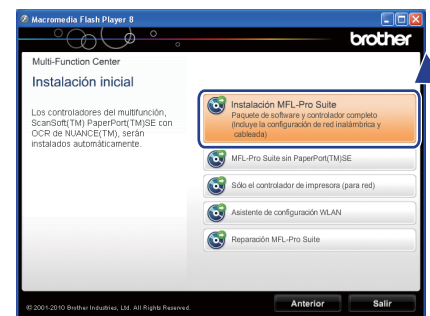 Macromedia Flash Player 8
brother
Multi-Function Center
Instalación inicial
Los controladores del multifunción,
ScanSoft(TM) PaperPort(TM)SE con
OCR de NUANCE(TM), serán
instalados automáticamente.
Instalación MFL-Pro Suite
Paquete de software y controlador completo
(Incluye la configuración de red inalámbrica y
cableada)
MFL-Pro Suite sin PaperPort(TM)SE
Sólo el controlador de impresora (para red)
Asistente de configuración WLAN
Reparación MFL-Pro Suite
© 2001-2010 Brother Industries, Ltd. All Rights Reserved.
Anterior
Salir